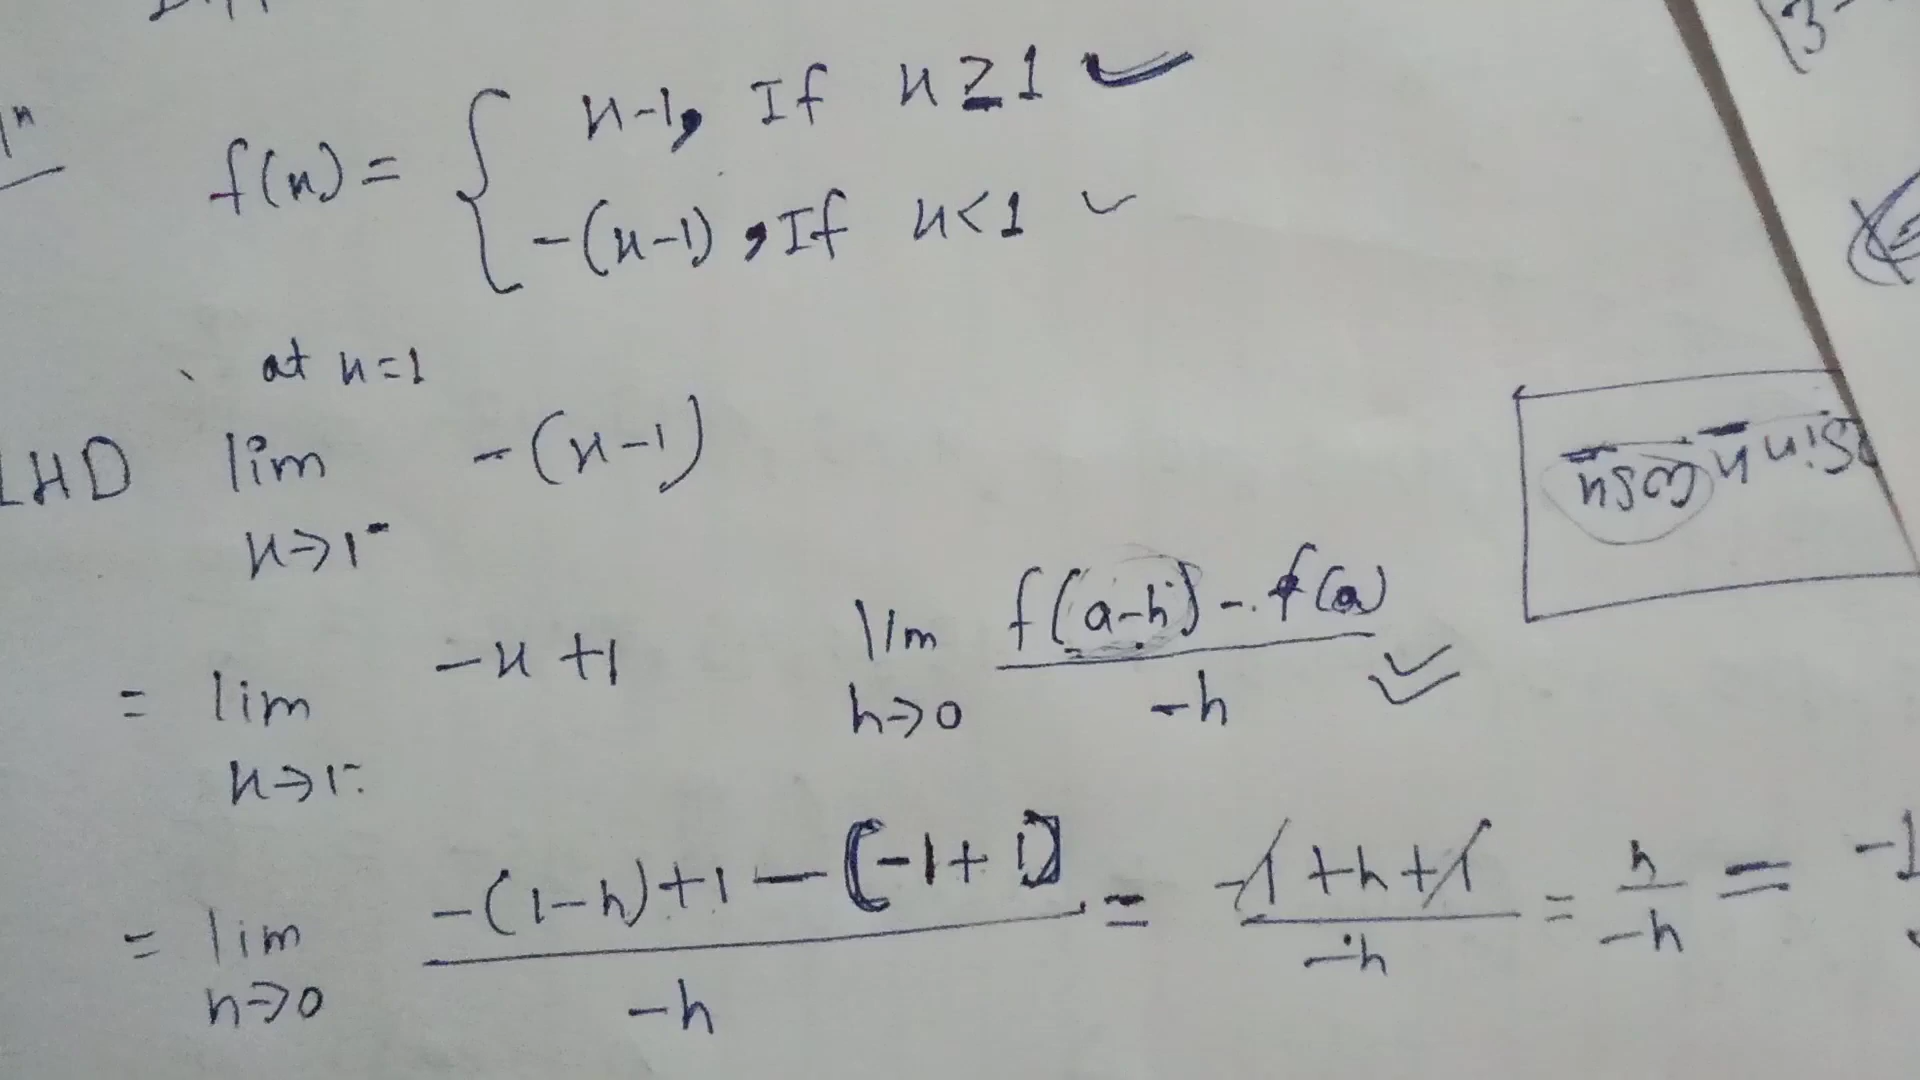 f(x) = { x-1, If x ≥ 1 ✓
-(x-1), If x < 1 ✓
at x=1
LHD lim x→1⁻ -(x-1)
= lim x→1⁻ -x+1
lim h→0 (f(a-h) - f(a))/(-h)
= lim h→0 (-(1-h)+1-(-1+1))/(-h) = (-1+h+1)/(-h) = h/(-h) = -1